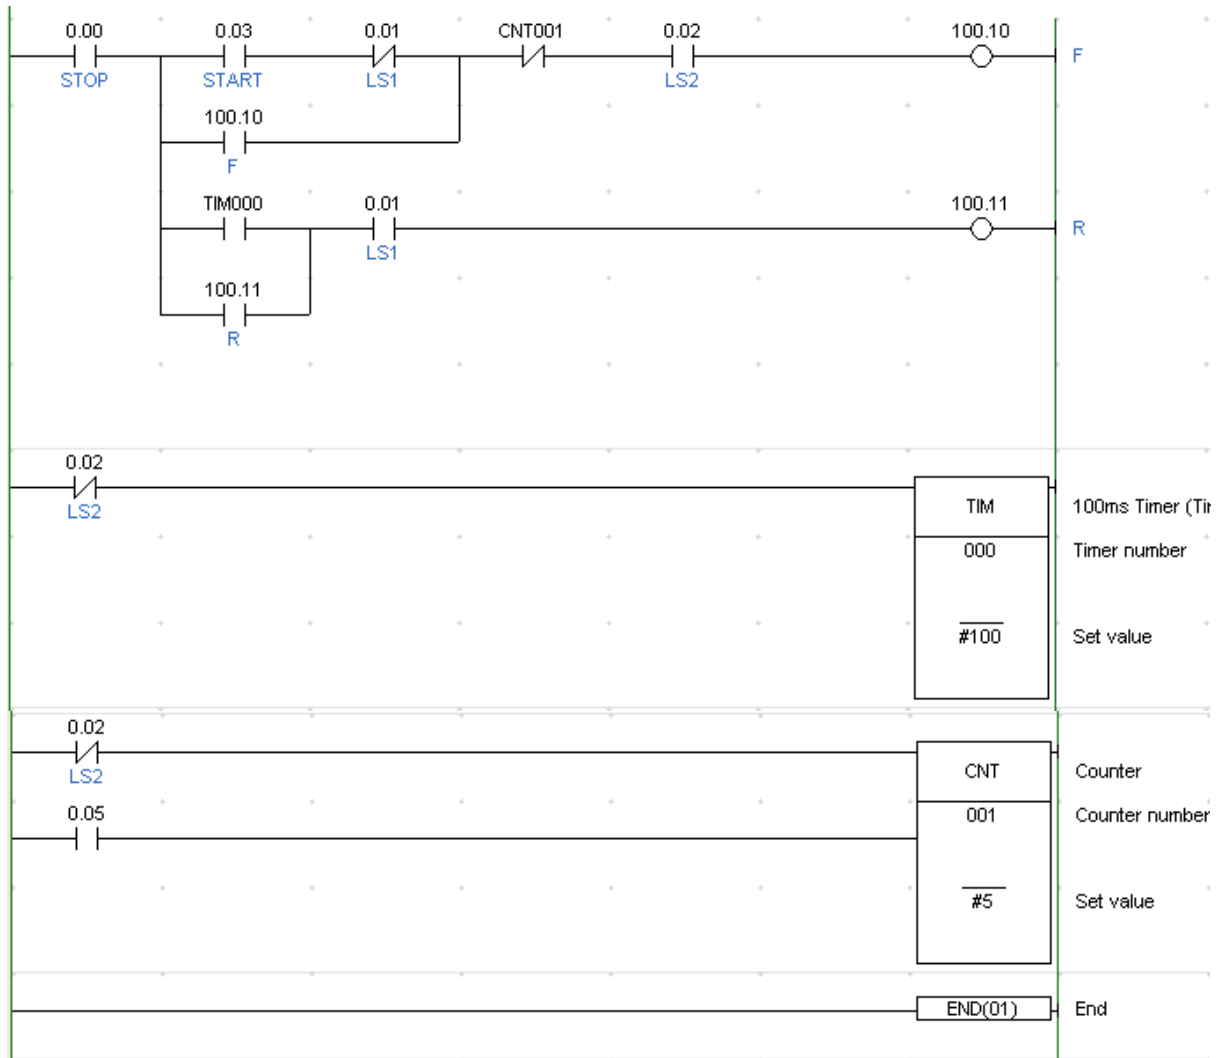 0.00 0.03 0.01 CNT001 0.02 100.10
F
STOP START LS1 LS2
100.10
F
TIM000 0.01 100.11
R
LS1
100.11
R
0.02
LS2
TIM 100ms Timer (Tir
000 Timer number
#100 Set value
0.02
LS2
CNT Counter
0.05
001 Counter number
#5 Set value
END(01) End